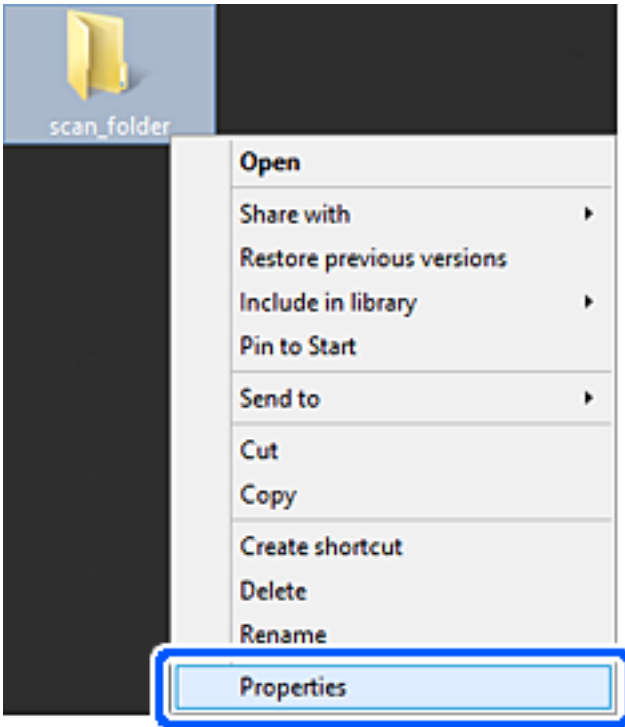 scan_folder
Open
Share with
Restore previous versions
Include in library
Pin to Start
Send to
Cut
Copy
Create shortcut
Delete
Rename
Properties